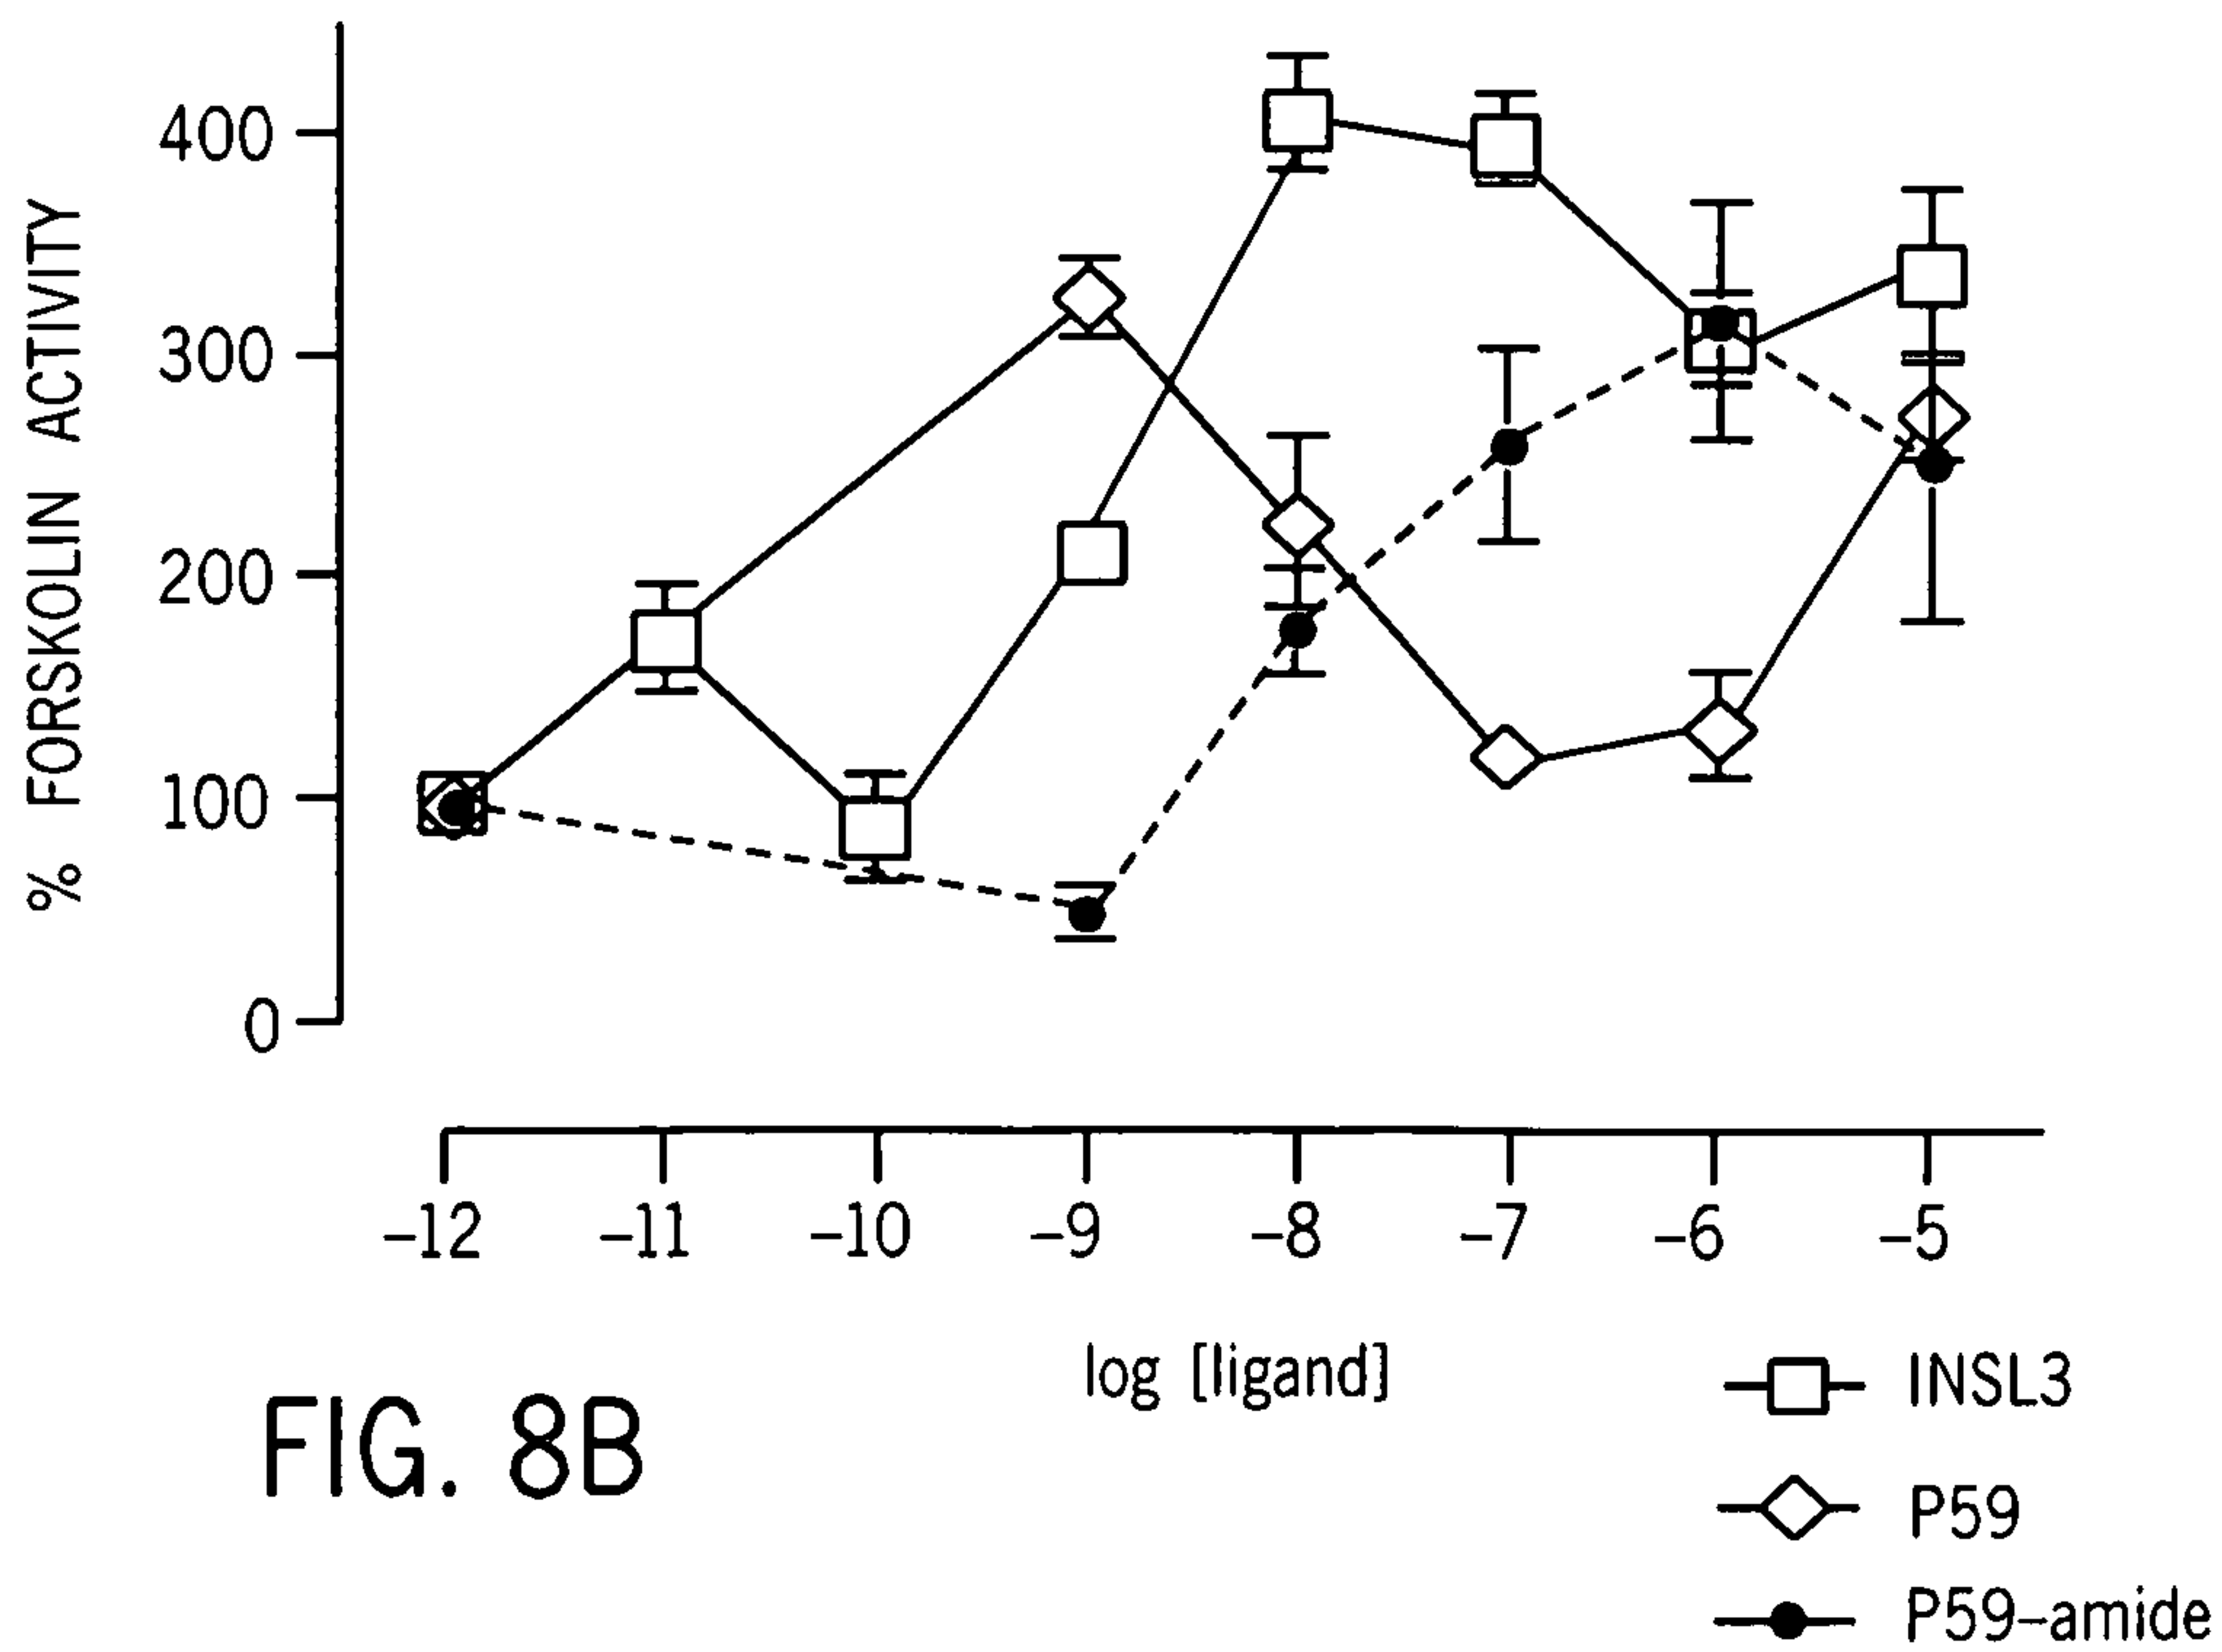 % FORSKOLIN ACTIVITY
400
300
200
100
0
-12 -11 -10 -9 -8 -7 -6 -5
log [ligand]
INSL3
P59
P59-amide
FIG. 8B